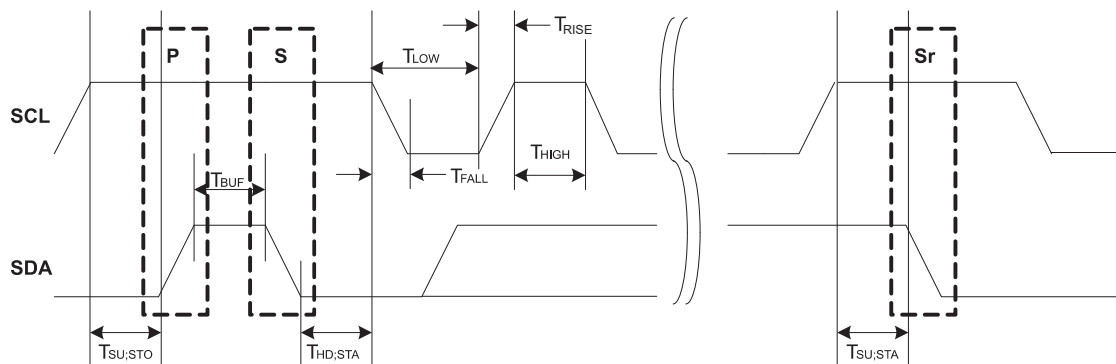 TRISE
P
S
TLOW
Sr
SCL
THIGH
TBUF
TFALL
SDA
TSU;STO
THD;STA
TSU;STA